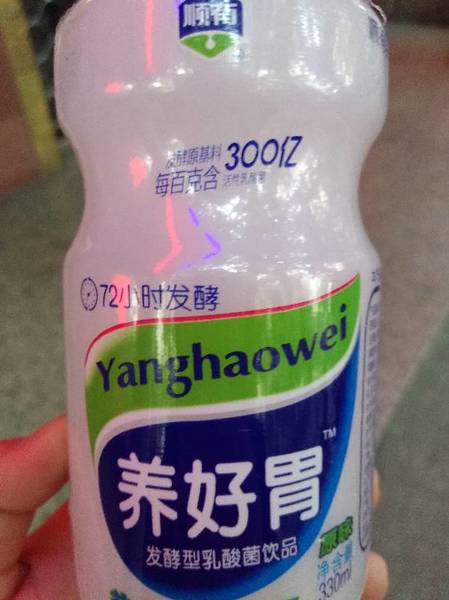 顺南
发酵原基料
每百克含
300亿
活性乳酸菌
72小时发酵
Yanghaowei
养好胃™
发酵型乳酸菌饮品
原味
净含量
330ml